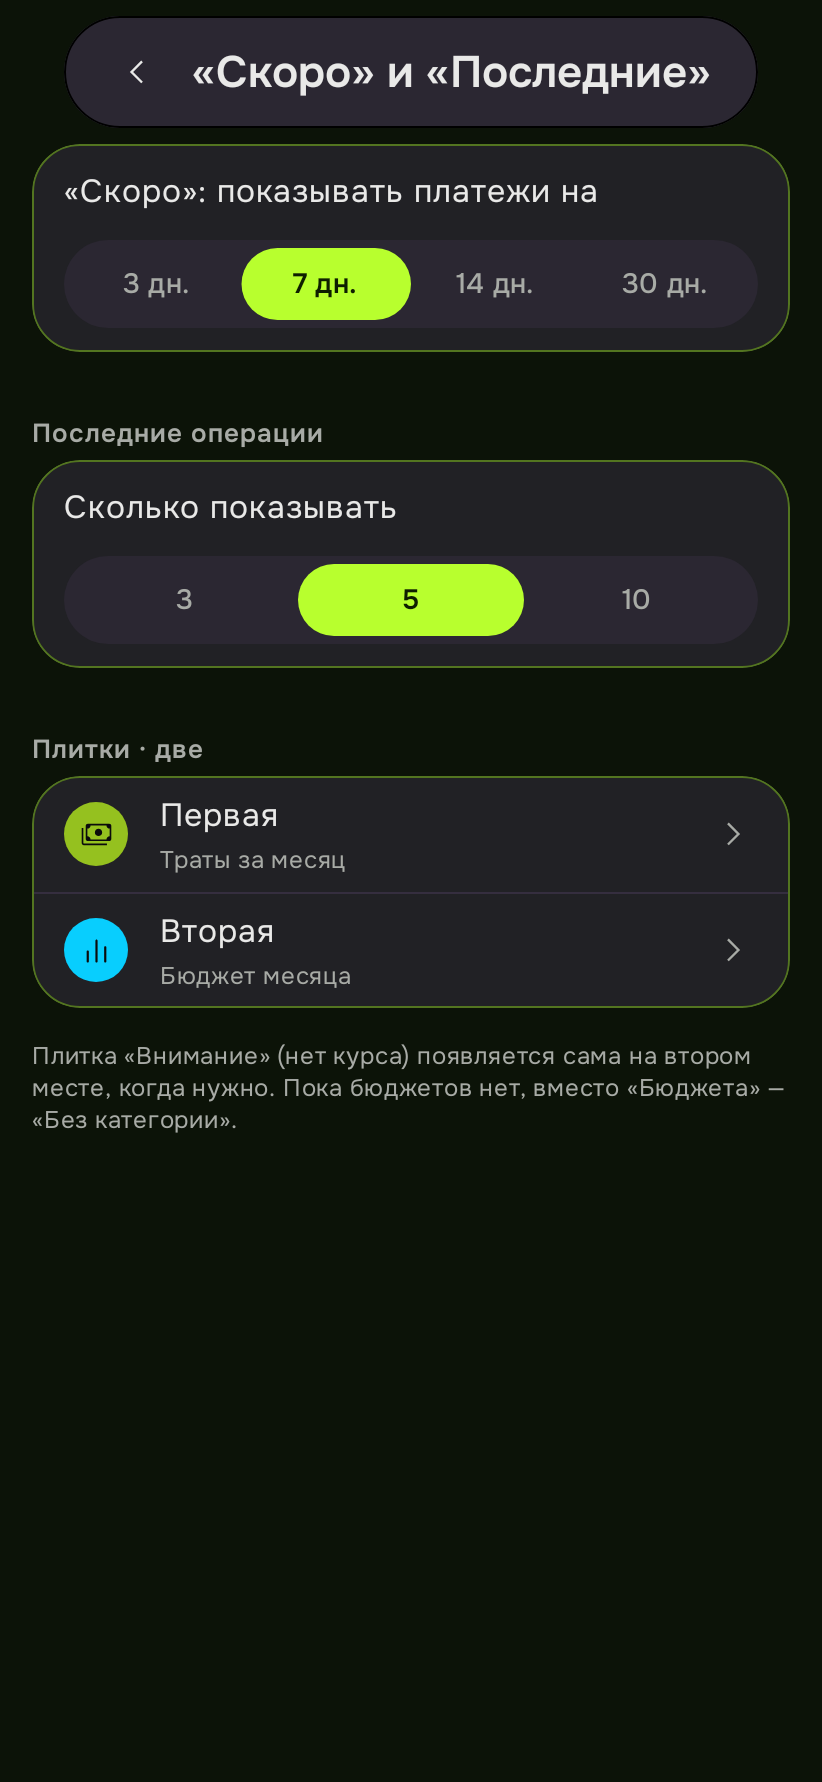 «Скоро» и «Последние»
«Скоро»: показывать платежи на
3 дн. 7 дн. 14 дн. 30 дн.
Последние операции
Сколько показывать
3 5 10
Плитки · две
Первая
Траты за месяц
Вторая
Бюджет месяца
Плитка «Внимание» (нет курса) появляется сама на втором
месте, когда нужно. Пока бюджетов нет, вместо «Бюджета» —
«Без категории».